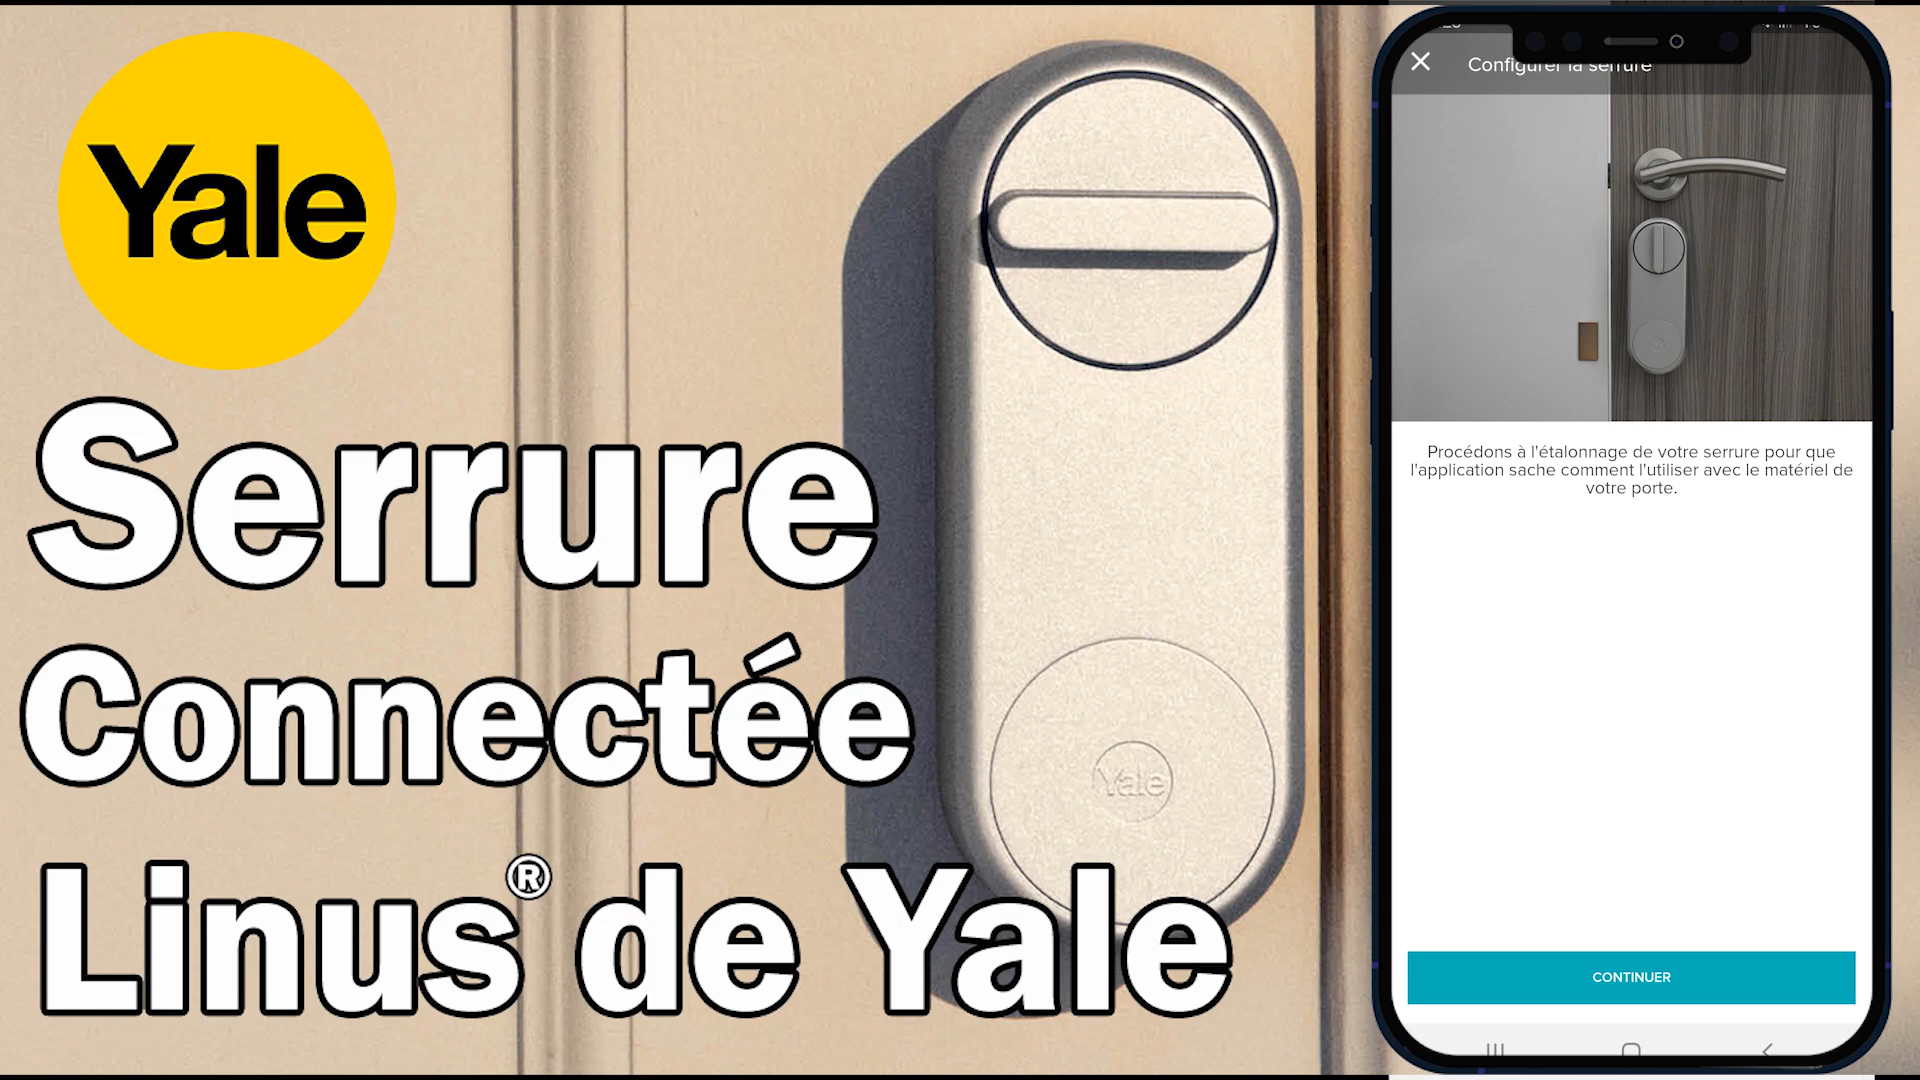 Yale
Serrure
Connectée
Linus® de Yale
Yale
Configurer la serrure
Procédons à l'étalonnage de votre serrure pour que
l'application sache comment l'utiliser avec le matériel de
votre porte.
CONTINUER